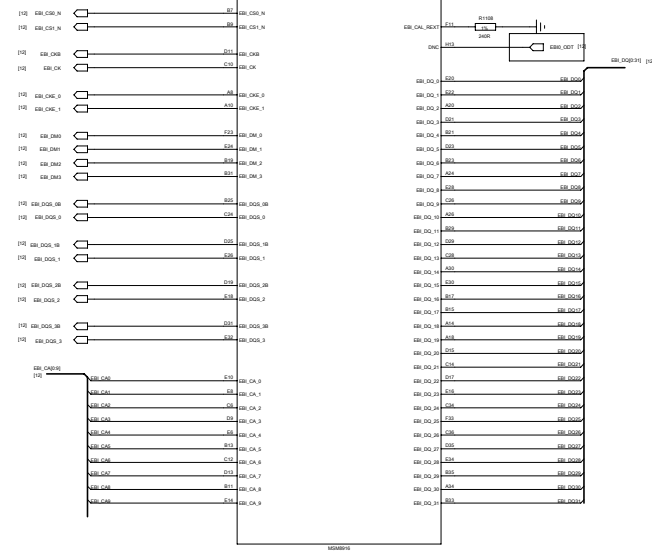 [12] EBI_CS0_N B7 EBI_CS0_N
[12] EBI_CS1_N B9 EBI_CS1_N
[12] EBI_CKB D11 EBI_CKB
[12] EBI_CK C10 EBI_CK
[12] EBI_CKE_0 A8 EBI_CKE_0
[12] EBI_CKE_1 A10 EBI_CKE_1
[12] EBI_DM0 F23 EBI_DM_0
[12] EBI_DM1 E24 EBI_DM_1
[12] EBI_DM2 B19 EBI_DM_2
[12] EBI_DM3 B31 EBI_DM_3
[12] EBI_DQS_0B B25 EBI_DQS_0B
[12] EBI_DQS_0 C24 EBI_DQS_0
[12] EBI_DQS_1B D25 EBI_DQS_1B
[12] EBI_DQS_1 E26 EBI_DQS_1
[12] EBI_DQS_2B D19 EBI_DQS_2B
[12] EBI_DQS_2 E18 EBI_DQS_2
[12] EBI_DQS_3B D31 EBI_DQS_3B
[12] EBI_DQS_3 E32 EBI_DQS_3
EBI_CA[0:9]
[12]
EBI_CA0 E10 EBI_CA_0
EBI_CA1 E8 EBI_CA_1
EBI_CA2 C6 EBI_CA_2
EBI_CA3 D9 EBI_CA_3
EBI_CA4 E6 EBI_CA_4
EBI_CA5 B13 EBI_CA_5
EBI_CA6 C12 EBI_CA_6
EBI_CA7 D13 EBI_CA_7
EBI_CA8 B11 EBI_CA_8
EBI_CA9 E14 EBI_CA_9
R1108
EBI_CAL_REXT F11 1%
240R
DNC H13 EBI0_ODT [12]
EBI_DQ[0:31] [12
EBI_DQ_0 E20 EBI_DQ0
EBI_DQ_1 E22 EBI_DQ1
EBI_DQ_2 A20 EBI_DQ2
EBI_DQ_3 D21 EBI_DQ3
EBI_DQ_4 B21 EBI_DQ4
EBI_DQ_5 D23 EBI_DQ5
EBI_DQ_6 B23 EBI_DQ6
EBI_DQ_7 A24 EBI_DQ7
EBI_DQ_8 E28 EBI_DQ8
EBI_DQ_9 C26 EBI_DQ9
EBI_DQ_10 A26 EBI_DQ10
EBI_DQ_11 B29 EBI_DQ11
EBI_DQ_12 D29 EBI_DQ12
EBI_DQ_13 C28 EBI_DQ13
EBI_DQ_14 A30 EBI_DQ14
EBI_DQ_15 E30 EBI_DQ15
EBI_DQ_16 B17 EBI_DQ16
EBI_DQ_17 B15 EBI_DQ17
EBI_DQ_18 A14 EBI_DQ18
EBI_DQ_19 A18 EBI_DQ19
EBI_DQ_20 D15 EBI_DQ20
EBI_DQ_21 C14 EBI_DQ21
EBI_DQ_22 D17 EBI_DQ22
EBI_DQ_23 E16 EBI_DQ23
EBI_DQ_24 C34 EBI_DQ24
EBI_DQ_25 F33 EBI_DQ25
EBI_DQ_26 C36 EBI_DQ26
EBI_DQ_27 D35 EBI_DQ27
EBI_DQ_28 E34 EBI_DQ28
EBI_DQ_29 B35 EBI_DQ29
EBI_DQ_30 A34 EBI_DQ30
EBI_DQ_31 B33 EBI_DQ31
MSM8916